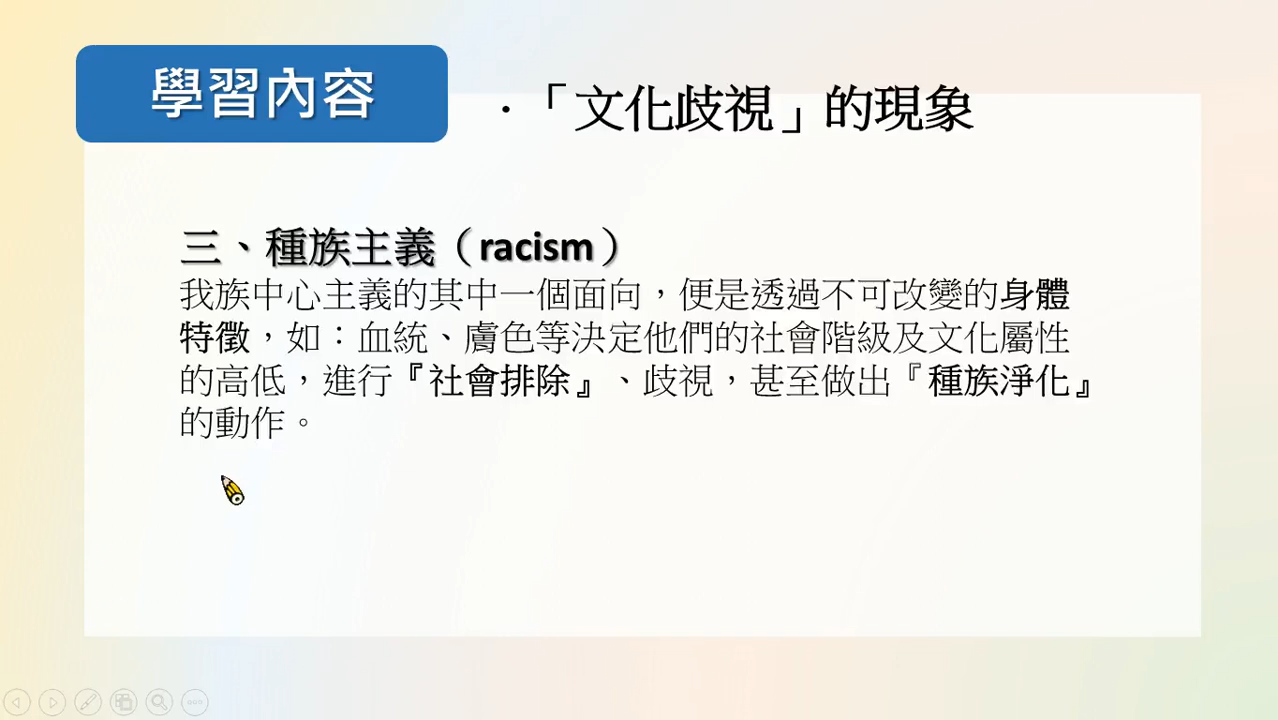 學習內容
．「文化歧視」的現象
三、種族主義（racism）
我族中心主義的其中一個面向，便是透過不可改變的身體
特徵，如：血統、膚色等決定他們的社會階級及文化屬性
的高低，進行『社會排除』、歧視，甚至做出『種族淨化』
的動作。